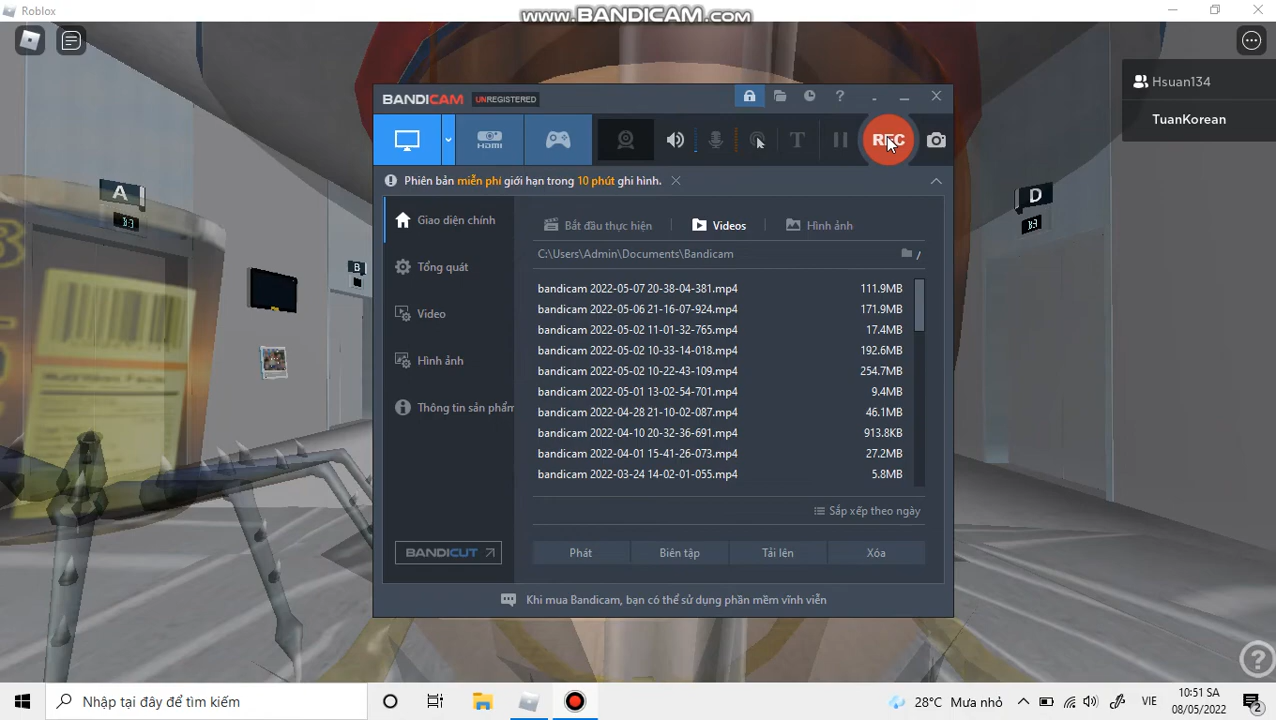 Roblox
www.BANDICAM.com
Hsuan134
TuanKorean
BANDICAM UNREGISTERED
HDMI
REC
Phiên bản miễn phí giới hạn trong 10 phút ghi hình.
Giao diện chính
Tổng quát
Video
Hình ảnh
Thông tin sản phẩm
BANDICUT
Bắt đầu thực hiện
Videos
Hình ảnh
C:\Users\Admin\Documents\Bandicam
bandicam 2022-05-07 20-38-04-381.mp4 111.9MB
bandicam 2022-05-06 21-16-07-924.mp4 171.9MB
bandicam 2022-05-02 11-01-32-765.mp4 17.4MB
bandicam 2022-05-02 10-33-14-018.mp4 192.6MB
bandicam 2022-05-02 10-22-43-109.mp4 254.7MB
bandicam 2022-05-01 13-02-54-701.mp4 9.4MB
bandicam 2022-04-28 21-10-02-087.mp4 46.1MB
bandicam 2022-04-10 20-32-36-691.mp4 913.8KB
bandicam 2022-04-01 15-41-26-073.mp4 27.2MB
bandicam 2022-03-24 14-02-01-055.mp4 5.8MB
Sắp xếp theo ngày
Phát
Biên tập
Tải lên
Xóa
Khi mua Bandicam, bạn có thể sử dụng phần mềm vĩnh viễn
A
B
D
Nhập tại đây để tìm kiếm
28°C Mưa nhỏ
VIE
10:51 SA
08/05/2022
2